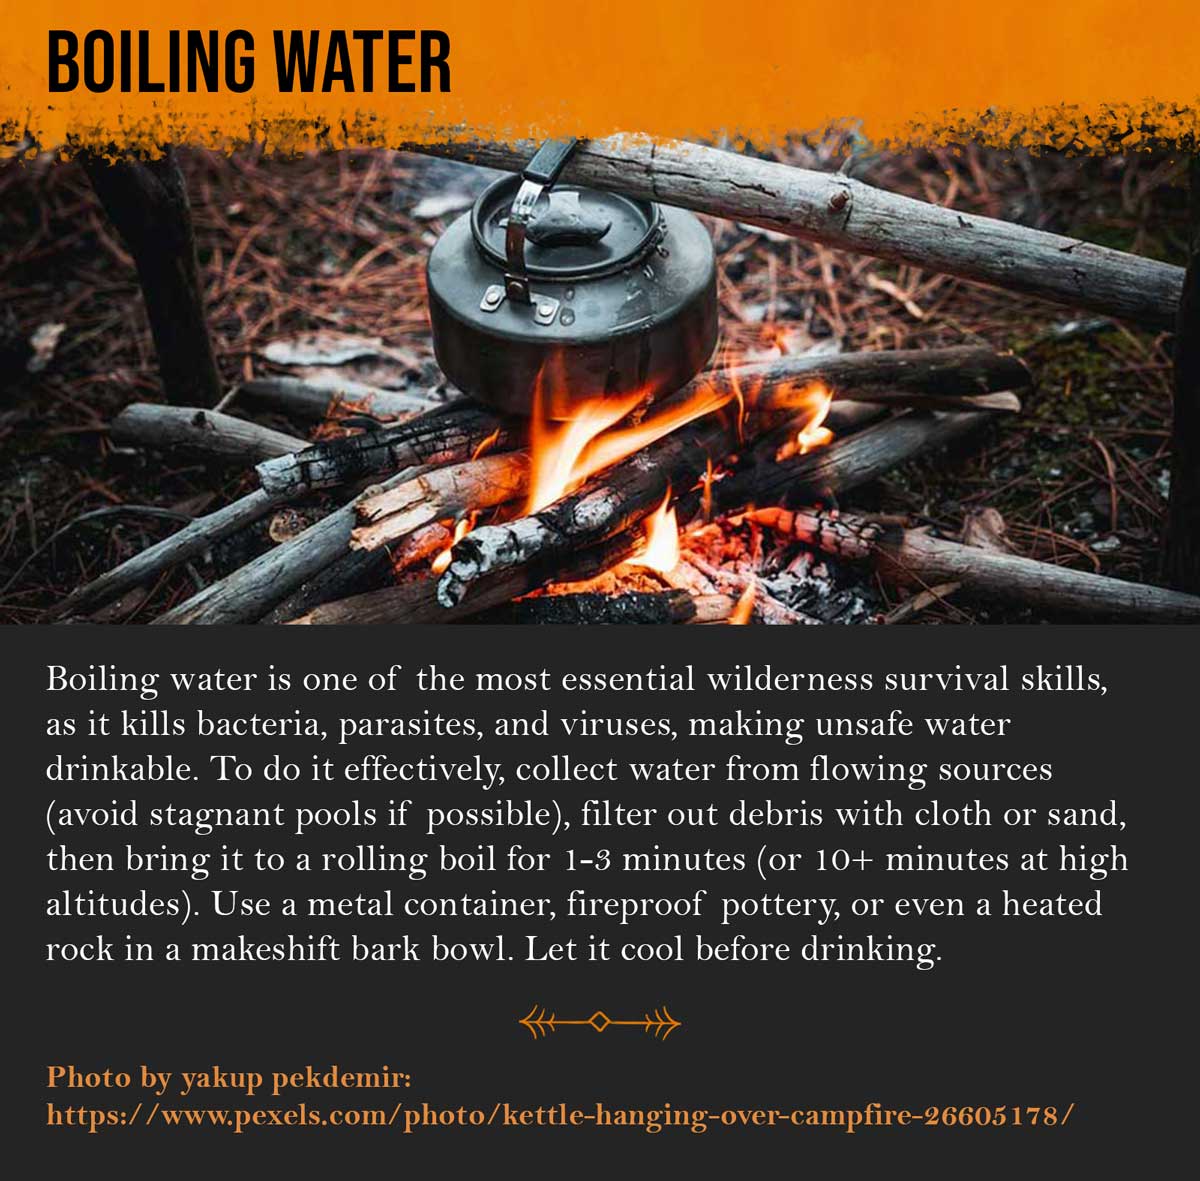 BOILING WATER
Boiling water is one of the most essential wilderness survival skills,
as it kills bacteria, parasites, and viruses, making unsafe water
drinkable. To do it effectively, collect water from flowing sources
(avoid stagnant pools if possible), filter out debris with cloth or sand,
then bring it to a rolling boil for 1-3 minutes (or 10+ minutes at high
altitudes). Use a metal container, fireproof pottery, or even a heated
rock in a makeshift bark bowl. Let it cool before drinking.
Photo by yakup pekdemir:
https://www.pexels.com/photo/kettle-hanging-over-campfire-26605178/